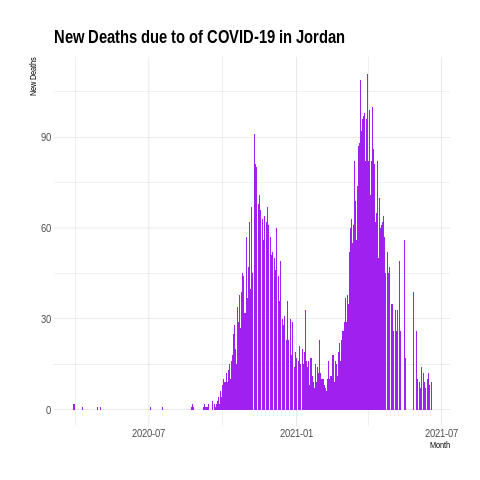 New Deaths due to of COVID-19 in Jordan
New Deaths
90
60
30
0
2020-07
2021-01
2021-07
Month